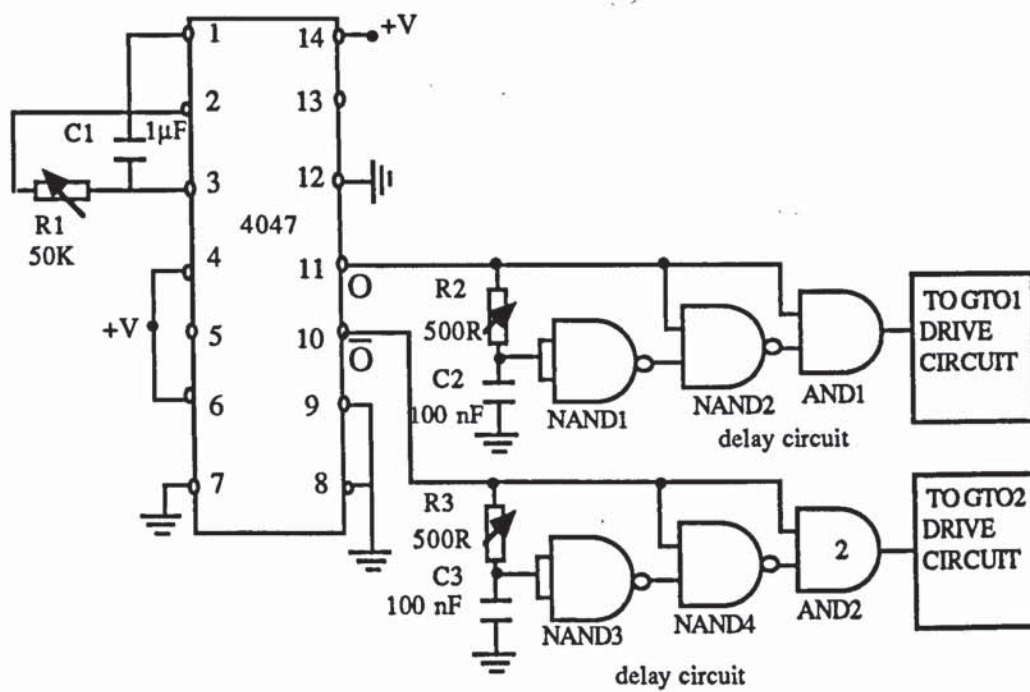 1
14
+V
2
13
C1
1µF
3
12
R1
50K
4047
4
11
O
+V
5
10
O
6
9
7
8
R2
500R
C2
100 nF
NAND1
NAND2
AND1
delay circuit
TO GTO1
DRIVE
CIRCUIT
R3
500R
C3
100 nF
NAND3
NAND4
2
AND2
delay circuit
TO GTO2
DRIVE
CIRCUIT